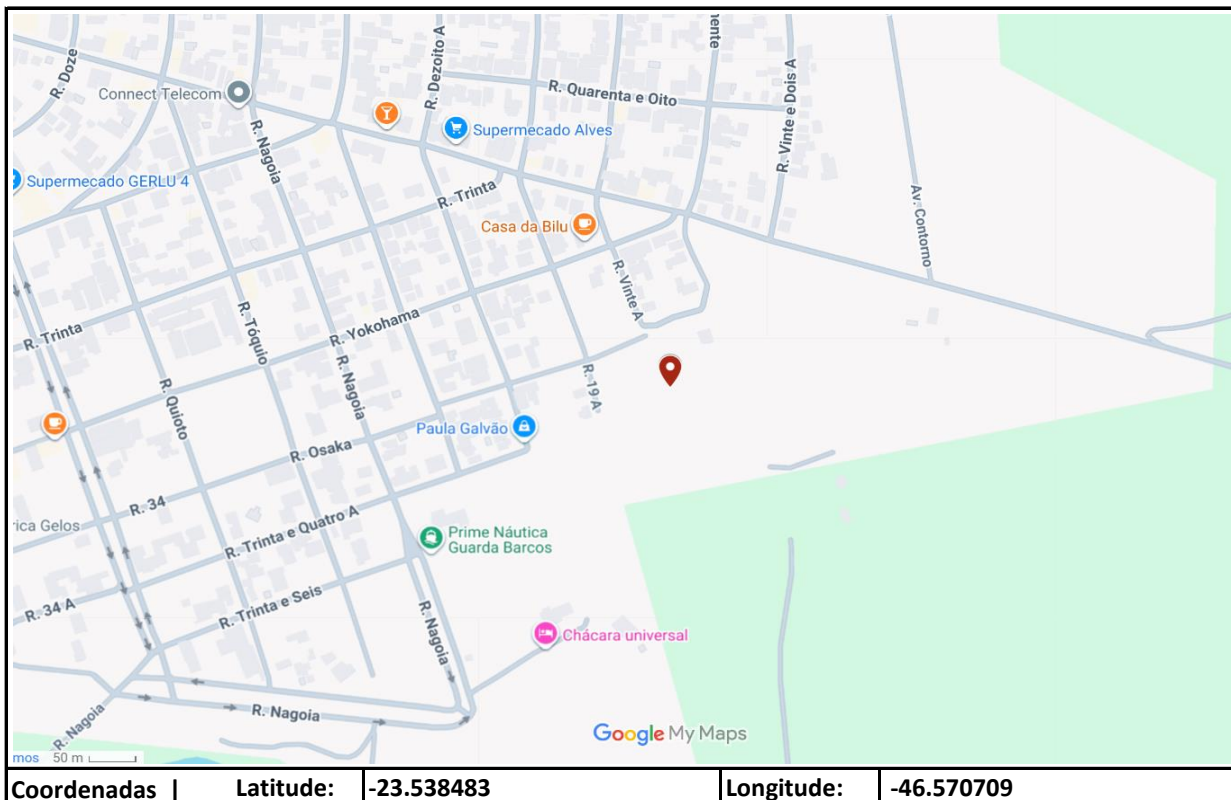 R. Doze
Connect Telecom
R. Nagoia
R. Dezoito A
R. Quarenta e Oito
R. Vinte e Dois A
Supermecado Alves
Supermecado GERLU 4
R. Trinta
Casa da Bilu
Av. Contorno
R. Vinte A
R. Trinta
R. Tóquio
R. Yokohama
R. Nagoia
R. Quioto
R. 19 A
Paula Galvão
R. Osaka
R. 34
rica Gelos
R. Trinta e Quatro A
Prime Náutica
Guarda Barcos
R. 34 A
R. Trinta e Seis
R. Nagoia
Chácara universal
R. Nagoia
R. Nagoia
Google My Maps
mos 50 m
Coordenadas | Latitude: -23.538483 Longitude: -46.570709